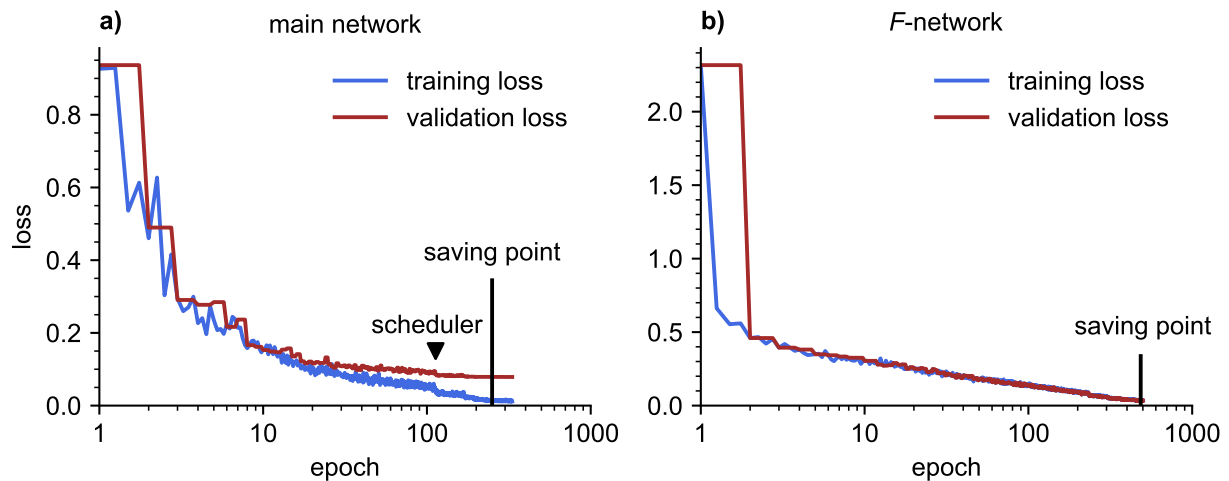 a)
main network
training loss
validation loss
saving point
scheduler
loss
0.8
0.6
0.4
0.2
0.0
1
10
100
1000
epoch
b)
F-network
training loss
validation loss
saving point
2.0
1.5
1.0
0.5
0.0
1
10
100
1000
epoch